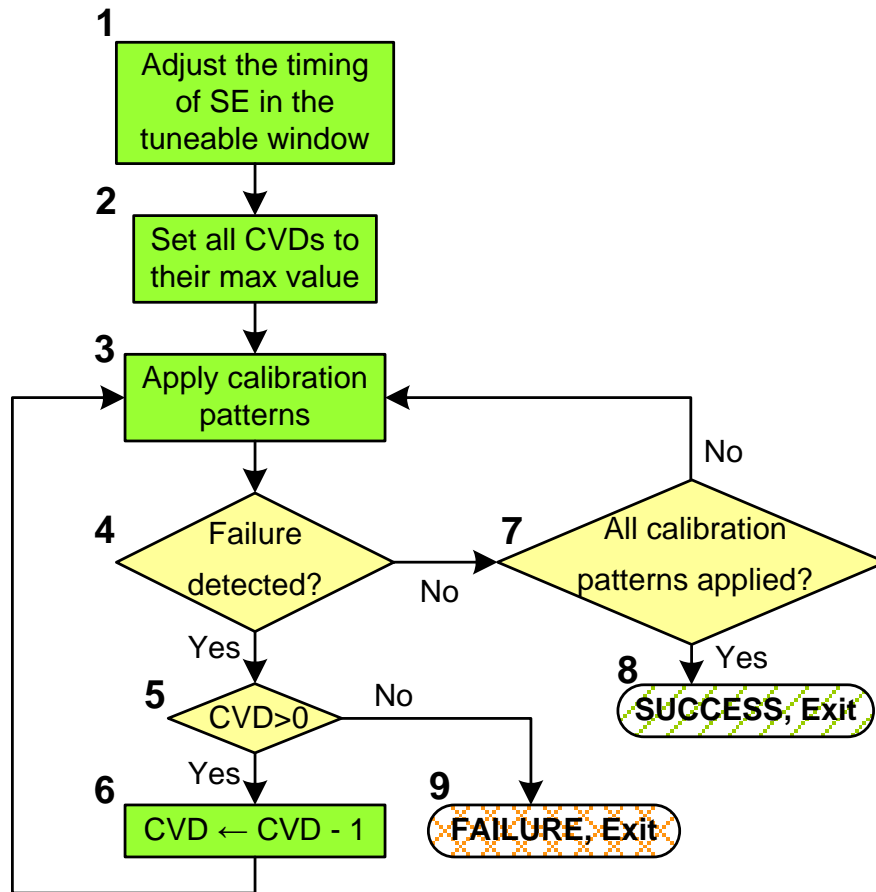 1
Adjust the timing
of SE in the
tuneable window
2
Set all CVDs to
their max value
3
Apply calibration
patterns
No
4
Failure
detected?
No
7
All calibration
patterns applied?
Yes
Yes
5
CVD>0
No
8
SUCCESS, Exit
Yes
6
CVD ← CVD - 1
9
FAILURE, Exit